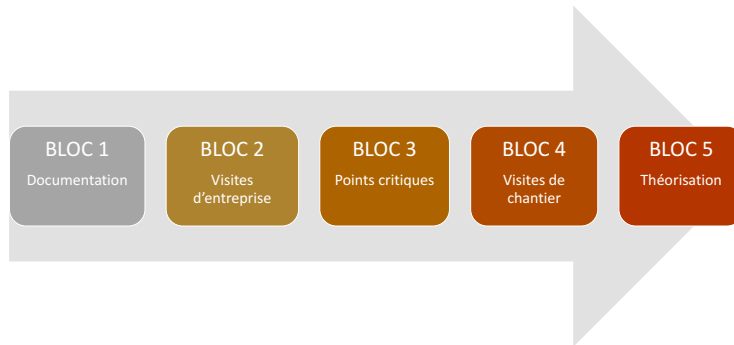 BLOC 1
Documentation
BLOC 2
Visites
d'entreprise
BLOC 3
Points critiques
BLOC 4
Visites de
chantier
BLOC 5
Théorisation